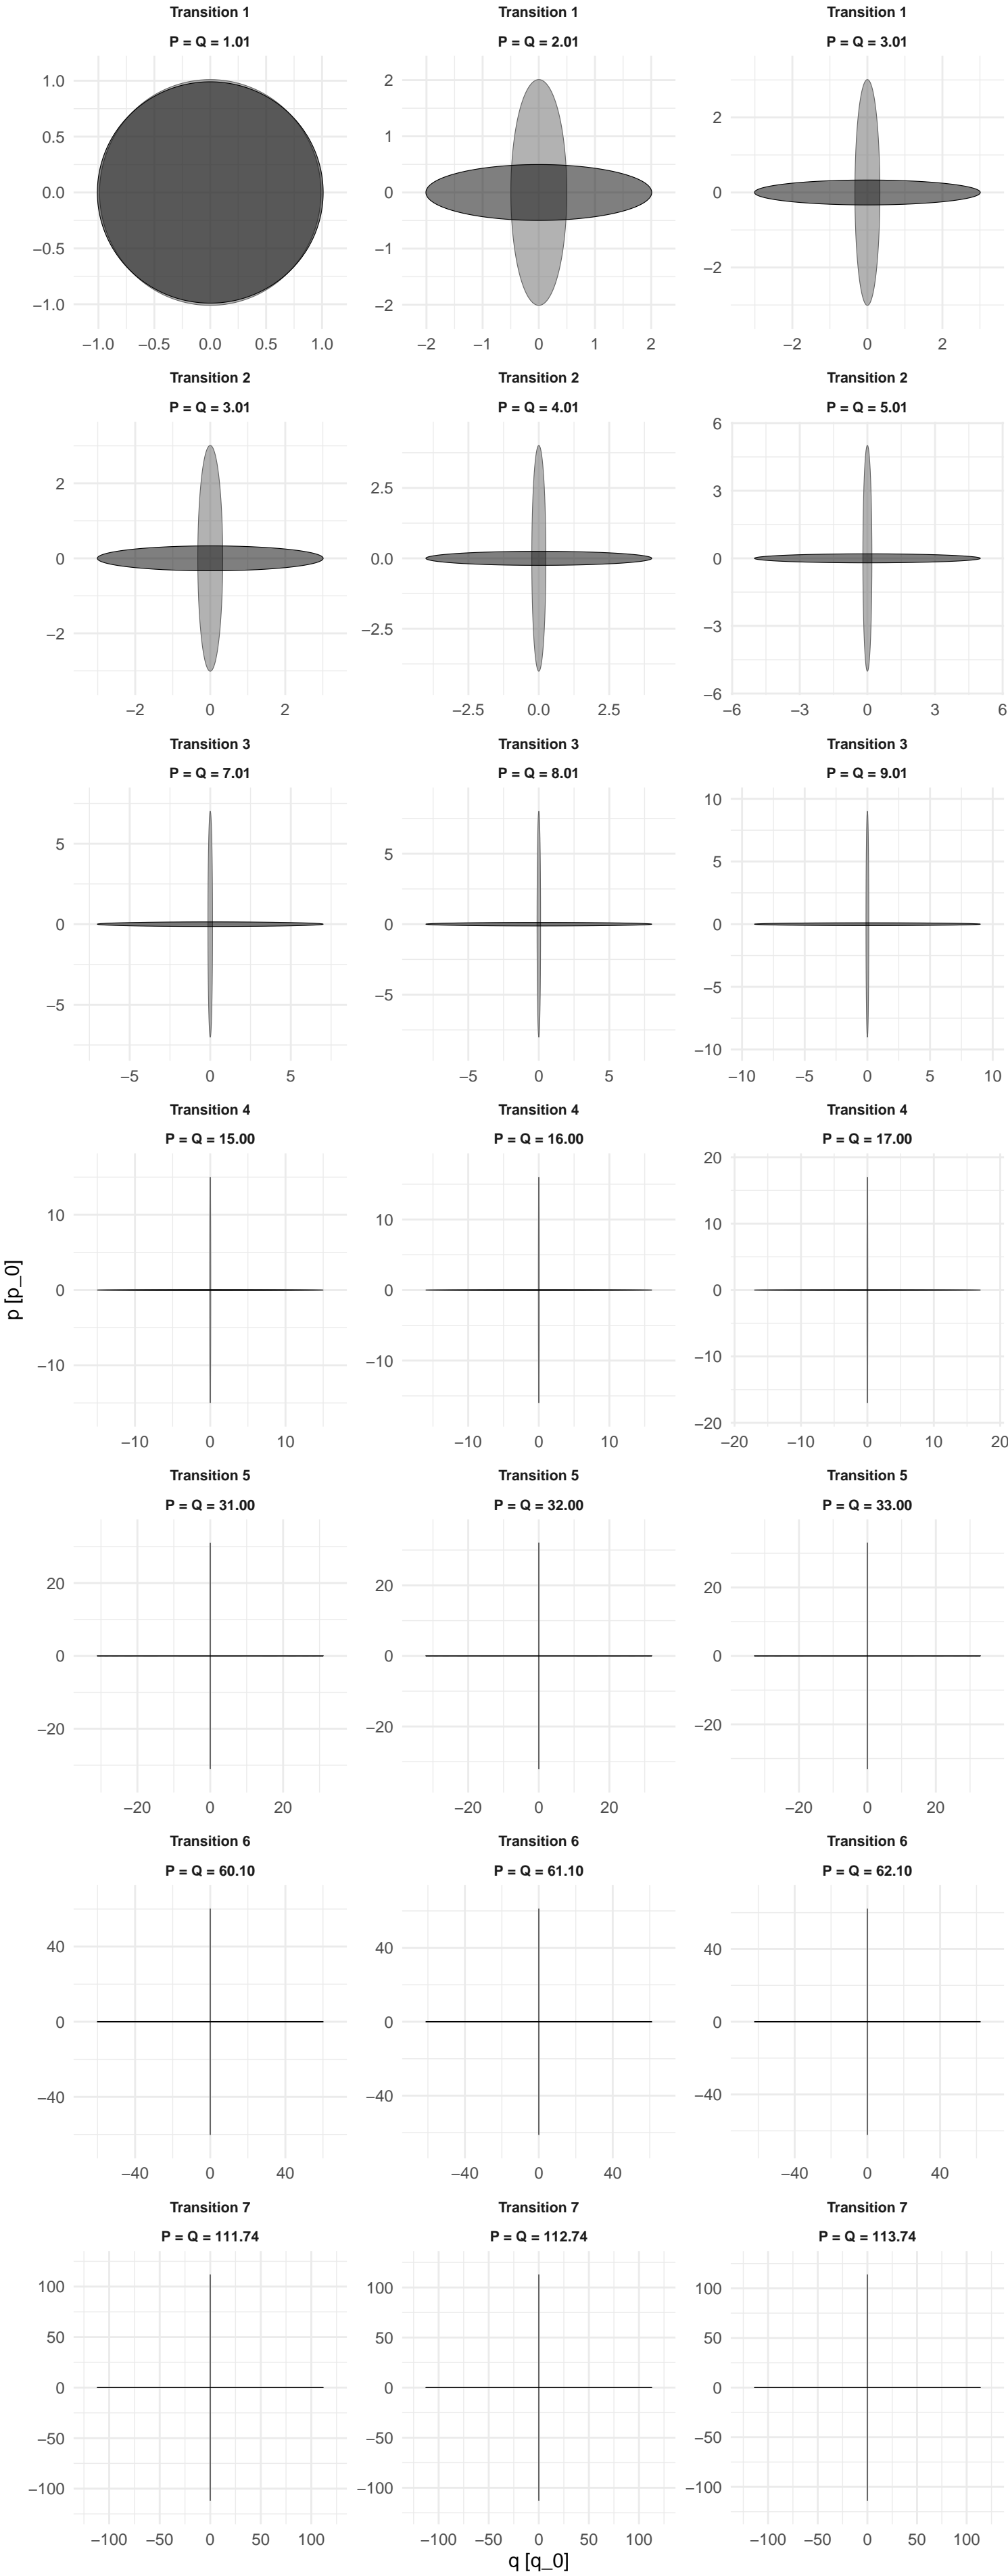 Transition 1 Transition 1 Transition 1
P = Q = 1.01 P = Q = 2.01 P = Q = 3.01
1.0 2
2
0.5 1
0.0 0 0
−0.5 −1
−2
−1.0 −2
−1.0 −0.5 0.0 0.5 1.0 −2 −1 0 1 2 −2 0 2
Transition 2 Transition 2 Transition 2
P = Q = 3.01 P = Q = 4.01 P = Q = 5.01
6
2 2.5 3
0 0.0 0
−2 −2.5 −3
−6
−2 0 2 −2.5 0.0 2.5 −6 −3 0 3 6
Transition 3 Transition 3 Transition 3
P = Q = 7.01 P = Q = 8.01 P = Q = 9.01
10
5 5 5
0 0 0
−5 −5 −5
−10
−5 0 5 −5 0 5 −10 −5 0 5 10
Transition 4 Transition 4 Transition 4
P = Q = 15.00 P = Q = 16.00 P = Q = 17.00
20
10 10 10
0 0 0
−10 −10 −10
−20
−10 0 10 −10 0 10 −20 −10 0 10 20
p [p_0]
Transition 5 Transition 5 Transition 5
P = Q = 31.00 P = Q = 32.00 P = Q = 33.00
20 20 20
0 0 0
−20 −20 −20
−20 0 20 −20 0 20 −20 0 20
Transition 6 Transition 6 Transition 6
P = Q = 60.10 P = Q = 61.10 P = Q = 62.10
40 40 40
0 0 0
−40 −40 −40
−40 0 40 −40 0 40 −40 0 40
Transition 7 Transition 7 Transition 7
P = Q = 111.74 P = Q = 112.74 P = Q = 113.74
100 100 100
50 50 50
0 0 0
−50 −50 −50
−100 −100 −100
−100 −50 0 50 100 −100 −50 0 50 100 −100 −50 0 50 100
q [q_0]